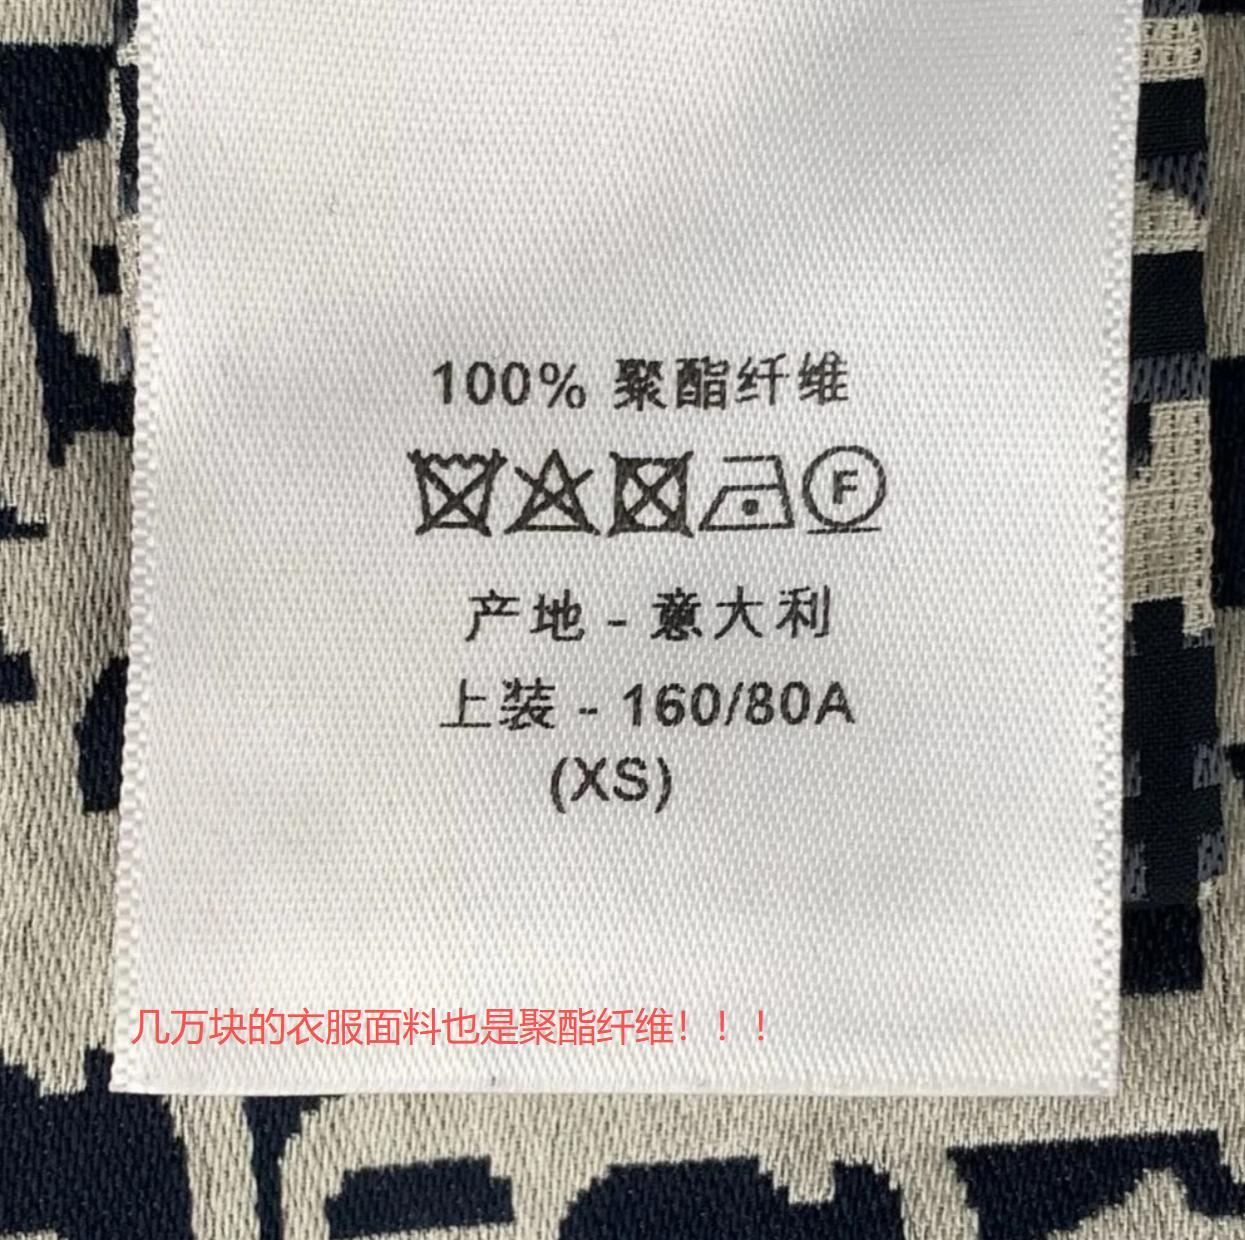 100% 聚酯纤维
F
产地 - 意大利
上装 - 160/80A
(XS)
几万块的衣服面料也是聚酯纤维！！！